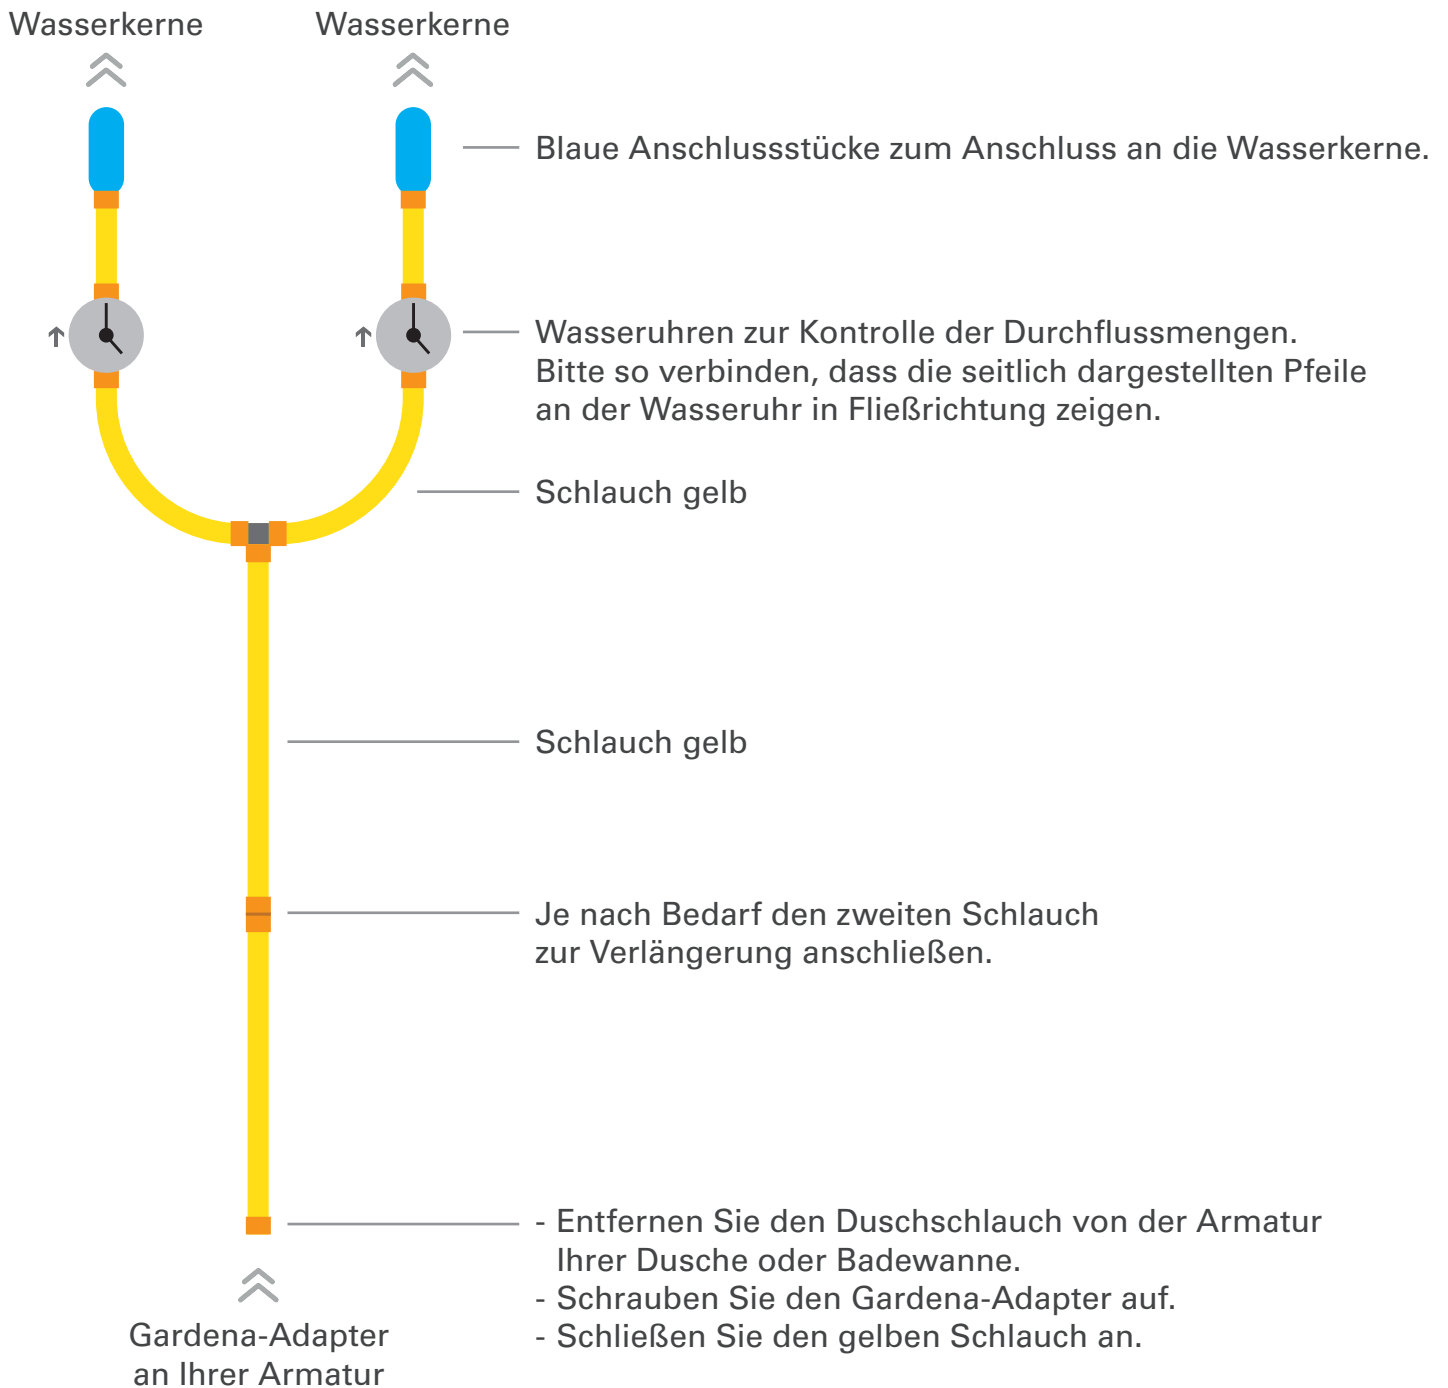 Wasserkerne
Wasserkerne
Blaue Anschlussstücke zum Anschluss an die Wasserkerne.
Wasseruhren zur Kontrolle der Durchflussmengen.
Bitte so verbinden, dass die seitlich dargestellten Pfeile
an der Wasseruhr in Fließrichtung zeigen.
Schlauch gelb
Schlauch gelb
Je nach Bedarf den zweiten Schlauch
zur Verlängerung anschließen.
- Entfernen Sie den Duschschlauch von der Armatur
Ihrer Dusche oder Badewanne.
- Schrauben Sie den Gardena-Adapter auf.
- Schließen Sie den gelben Schlauch an.
Gardena-Adapter
an Ihrer Armatur